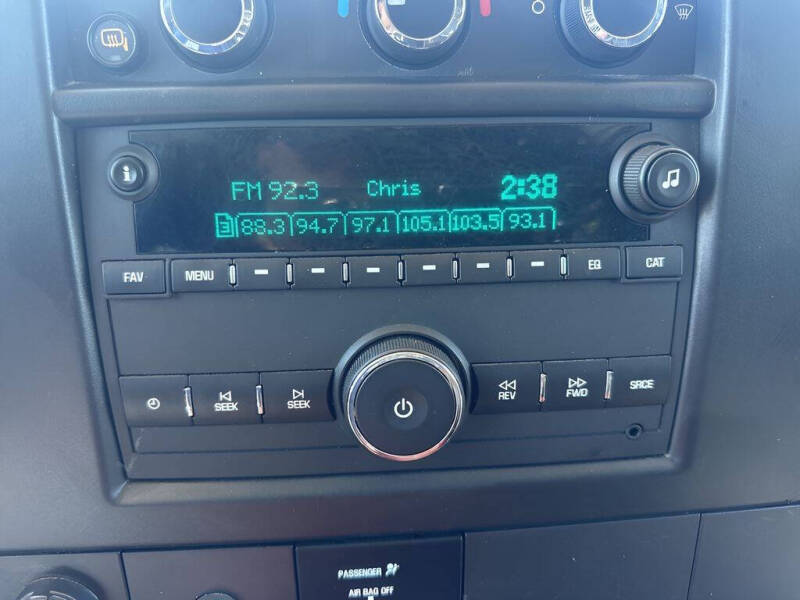 FM 92.3 Chris 2:38
3 88.3 94.7 97.1 105.1 103.5 93.1
FAV MENU EQ CAT
SEEK SEEK REV FWD SRCE
PASSENGER
AIR BAG OFF